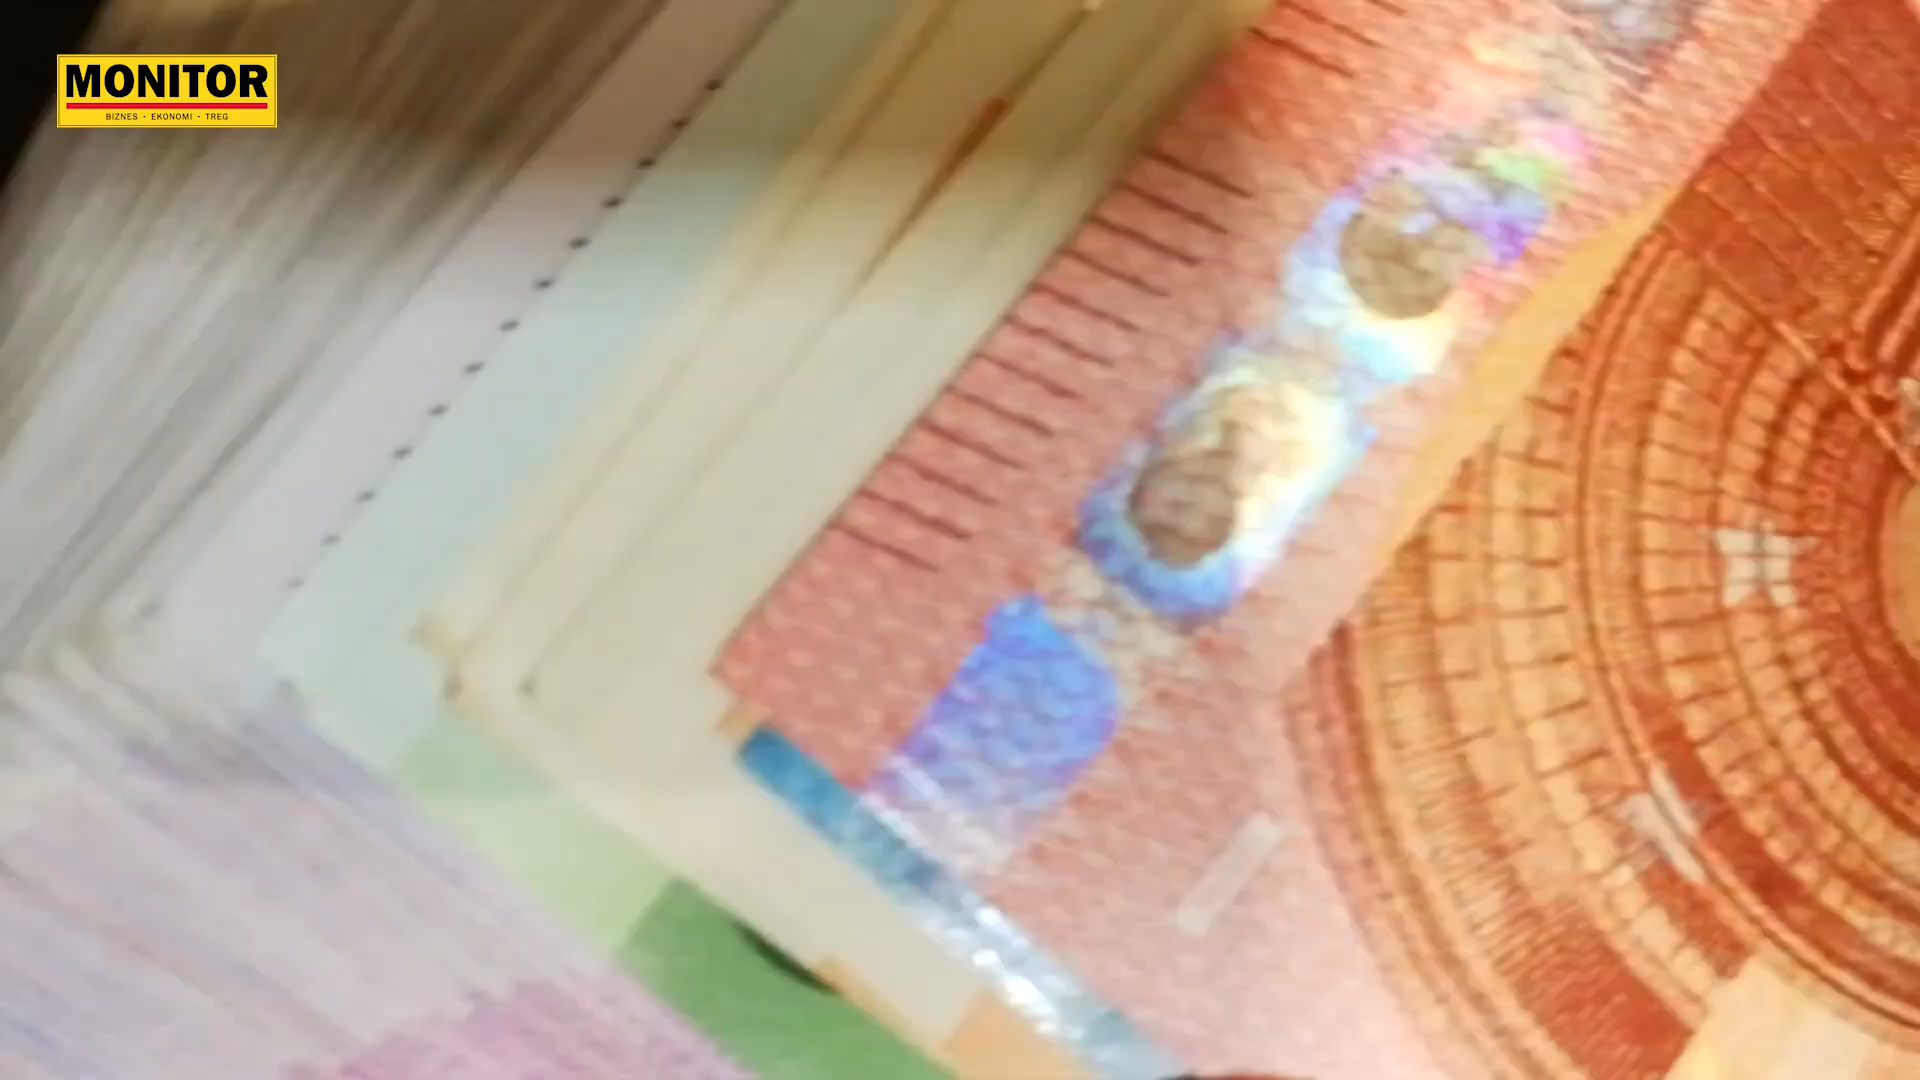 MONITOR
BIZNES • EKONOMI • TREG